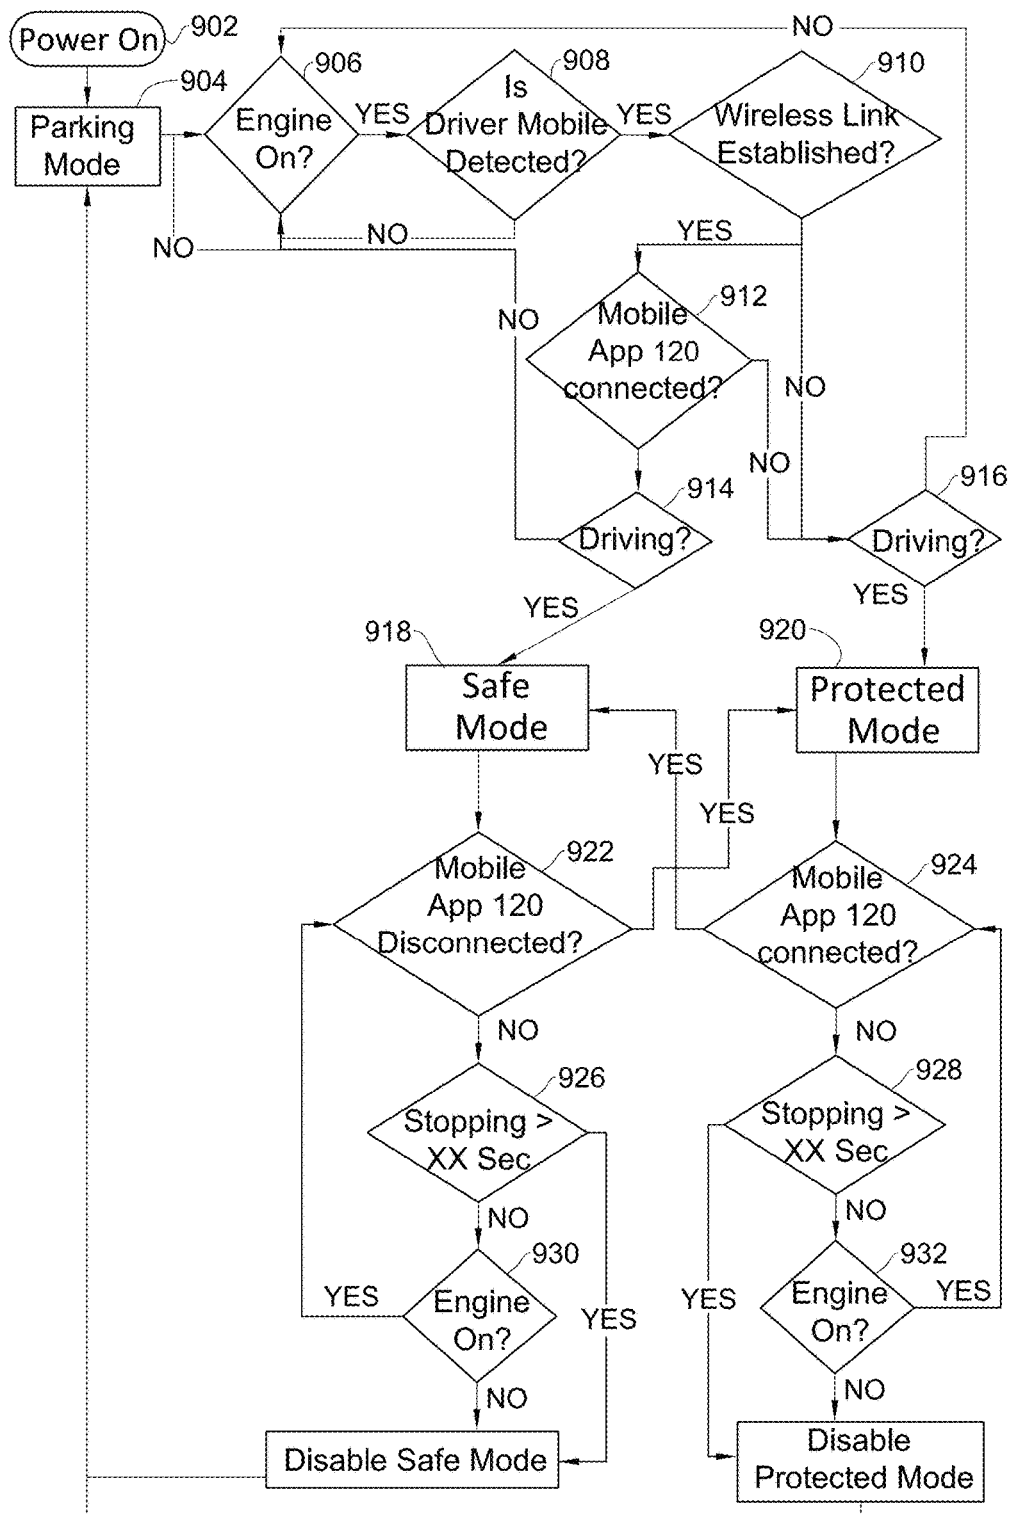 Power On
902
904
Parking
Mode
906
Engine
On?
YES
908
Is
Driver Mobile
Detected?
YES
NO
910
Wireless Link
Established?
NO
NO
YES
912
Mobile
App 120
connected?
NO
NO
NO
914
Driving?
916
Driving?
YES
YES
918
Safe
Mode
920
Protected
Mode
YES
YES
922
Mobile
App 120
Disconnected?
924
Mobile
App 120
connected?
NO
NO
926
Stopping >
XX Sec
928
Stopping >
XX Sec
NO
NO
930
Engine
On?
932
Engine
On?
YES
YES
YES
YES
NO
NO
Disable Safe Mode
Disable
Protected Mode